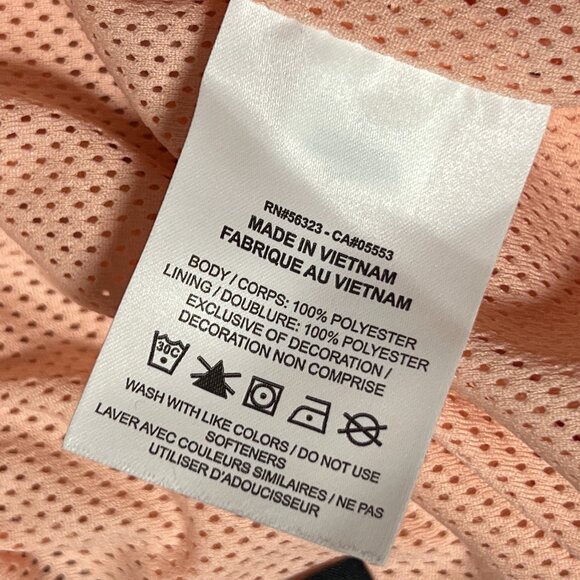 RN#56323 - CA#05553
MADE IN VIETNAM
FABRIQUE AU VIETNAM
BODY / CORPS: 100% POLYESTER
LINING / DOUBLURE: 100% POLYESTER
EXCLUSIVE OF DECORATION /
DECORATION NON COMPRISE
30C
WASH WITH LIKE COLORS / DO NOT USE
SOFTENERS
LAVER AVEC COULEURS SIMILAIRES / NE PAS
UTILISER D'ADOUCISSEUR